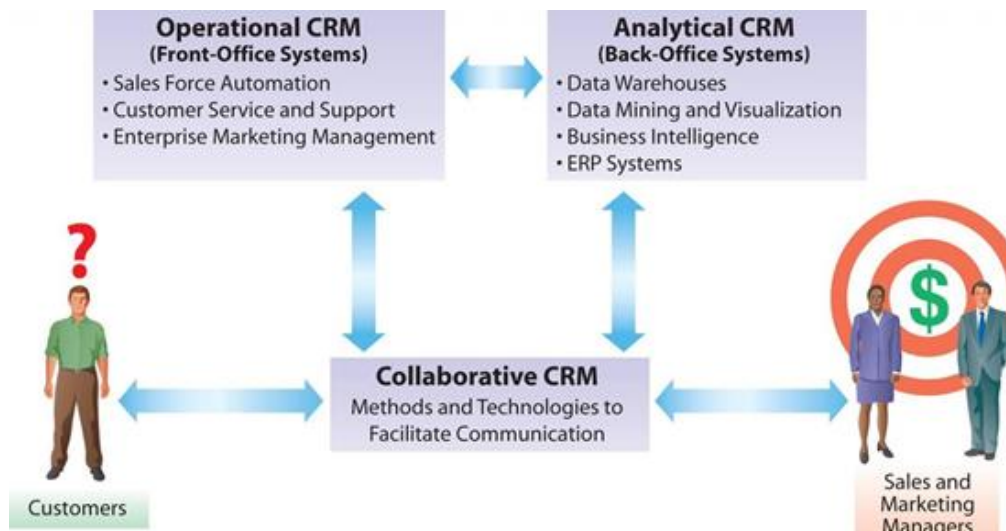 Operational CRM
(Front-Office Systems)
• Sales Force Automation
• Customer Service and Support
• Enterprise Marketing Management
Analytical CRM
(Back-Office Systems)
• Data Warehouses
• Data Mining and Visualization
• Business Intelligence
• ERP Systems
?
$
Collaborative CRM
Methods and Technologies to
Facilitate Communication
Customers
Sales and
Marketing
Managers